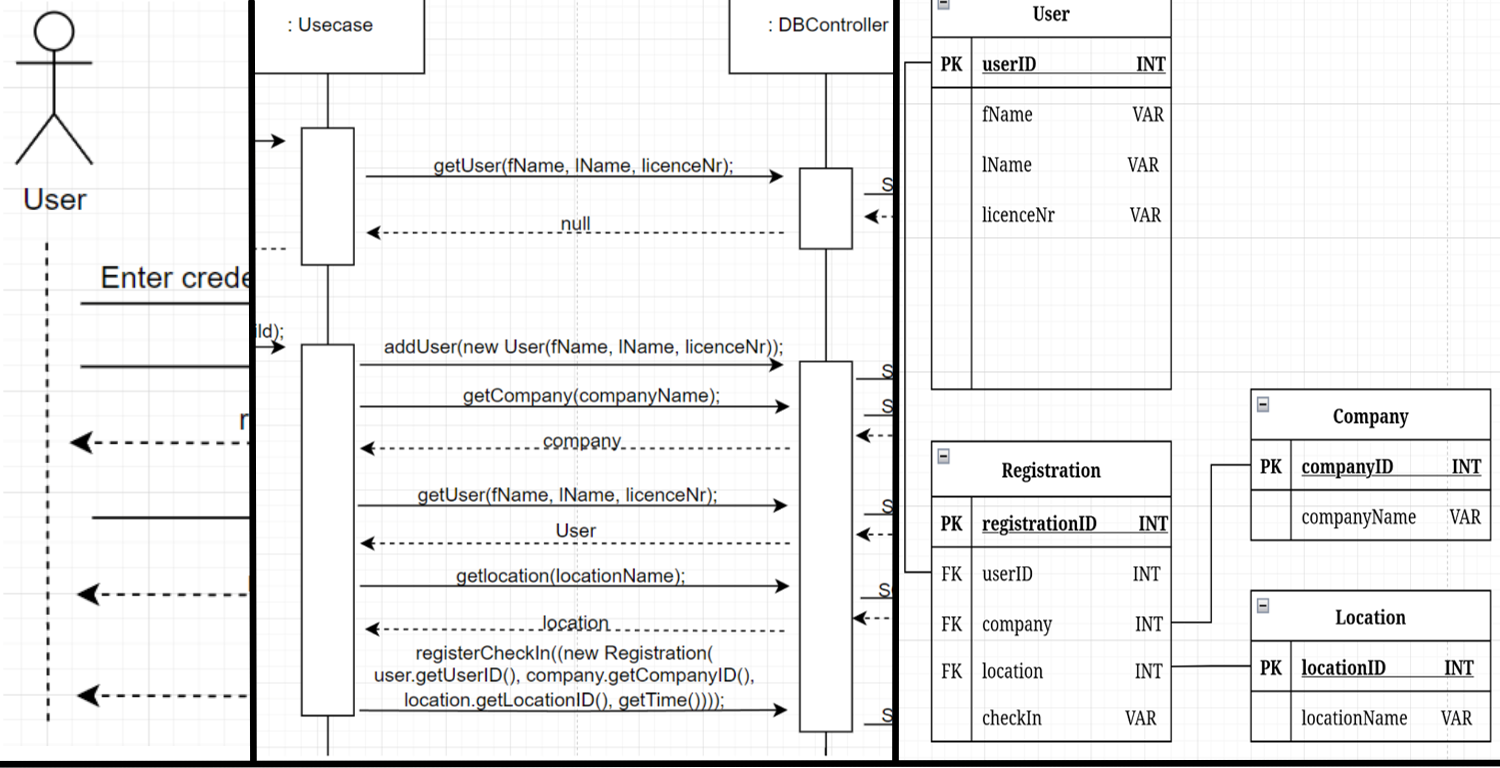 User
Enter crede
r
: Usecase
: DBController
getUser(fName, lName, licenceNr);
S
null
ild);
addUser(new User(fName, lName, licenceNr));
S
getCompany(companyName);
S
company
getUser(fName, lName, licenceNr);
S
User
getlocation(locationName);
S
location
registerCheckIn((new Registration(
user.getUserID(), company.getCompanyID(),
location.getLocationID(), getTime())));
S
User
PK userID INT
fName VAR
lName VAR
licenceNr VAR
Registration
PK registrationID INT
FK userID INT
FK company INT
FK location INT
checkIn VAR
Company
PK companyID INT
companyName VAR
Location
PK locationID INT
locationName VAR